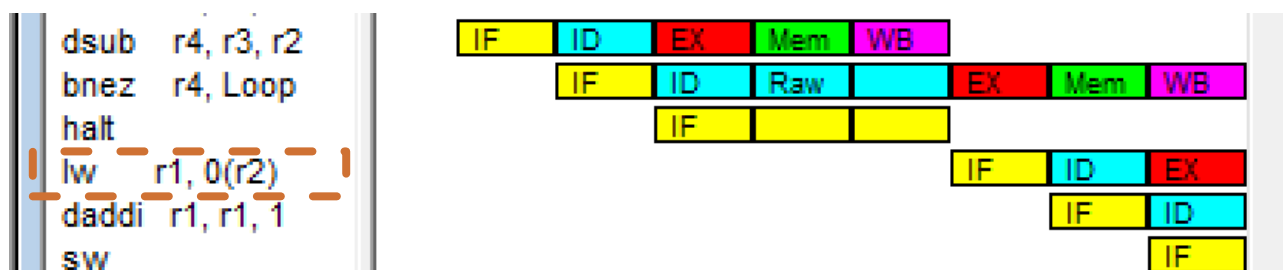 dsub r4, r3, r2 IF ID EX Mem WB
bnez r4, Loop IF ID Raw EX Mem WB
halt IF
lw r1, 0(r2) IF ID EX
daddi r1, r1, 1 IF ID
sw IF